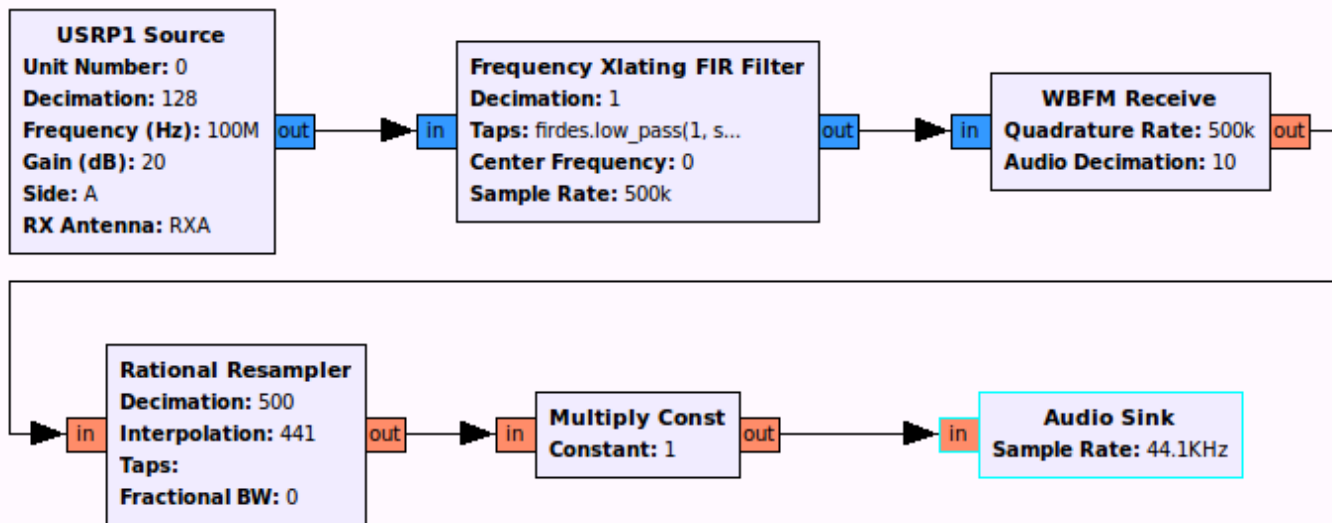 USRP1 Source
Unit Number: 0
Decimation: 128
Frequency (Hz): 100M
Gain (dB): 20
Side: A
RX Antenna: RXA
out
in
Frequency Xlating FIR Filter
Decimation: 1
Taps: firdes.low_pass(1, s...
Center Frequency: 0
Sample Rate: 500k
out
in
WBFM Receive
Quadrature Rate: 500k
Audio Decimation: 10
out
in
Rational Resampler
Decimation: 500
Interpolation: 441
Taps:
Fractional BW: 0
out
in
Multiply Const
Constant: 1
out
in
Audio Sink
Sample Rate: 44.1KHz